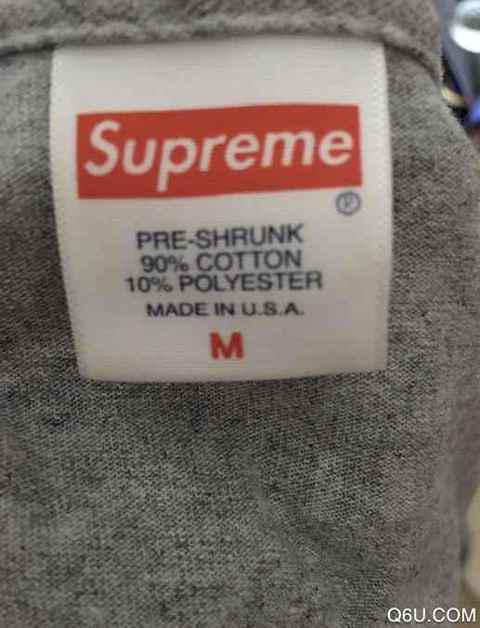 Supreme
PRE-SHRUNK
90% COTTON
10% POLYESTER
MADE IN U.S.A.
M
Q6U.COM